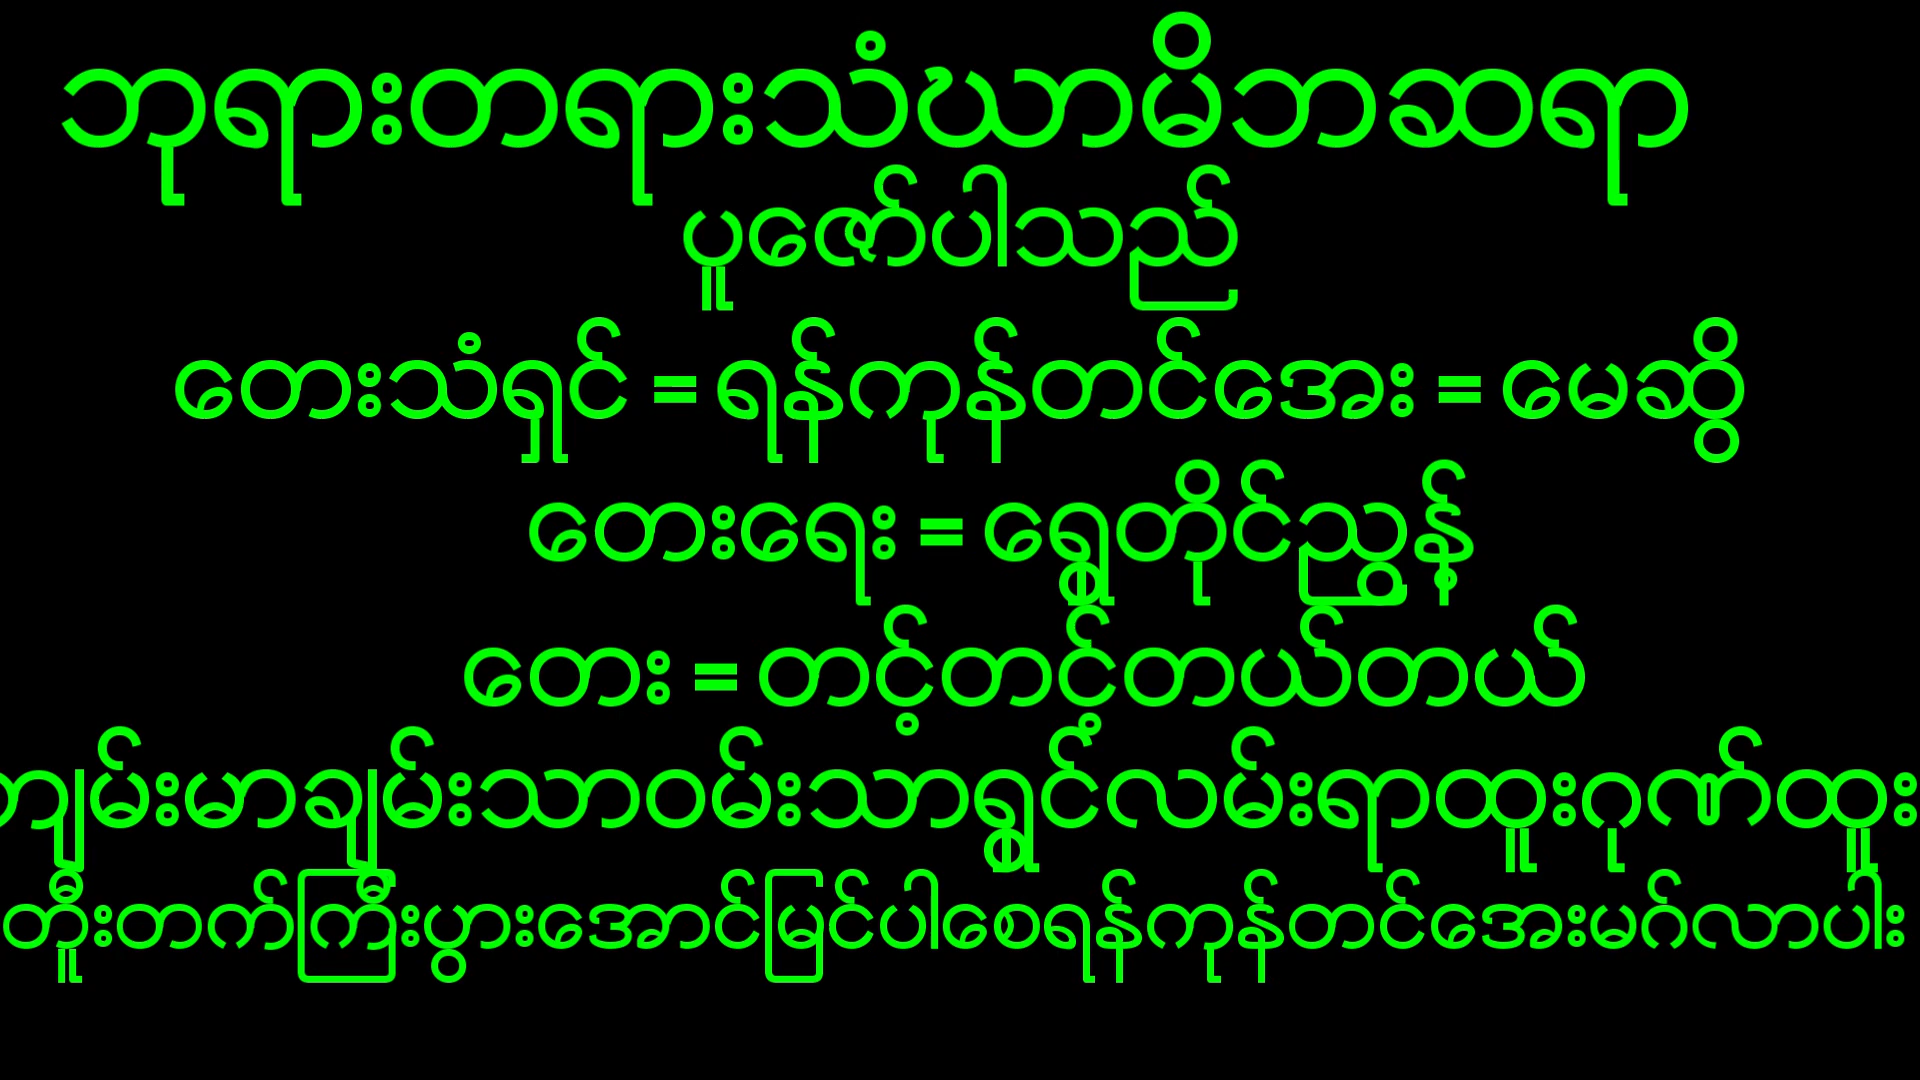 ဘုရားတရားသံဃာမိဘဆရာ
ပူဇော်ပါသည်
တေးသံရှင် = ရန်ကုန်တင်အေး = မေဆွိ
တေးရေး = ရွှေတိုင်ညွန့်
တေး = တင့်တင့်တယ်တယ်
ကျမ်းမာချမ်းသာဝမ်းသာရွှင်လမ်းရာထူးဂုဏ်ထူး
တိူးတက်ကြီးပွားအောင်မြင်ပါစေရန်ကုန်တင်အေးမင်္ဂလာပါး